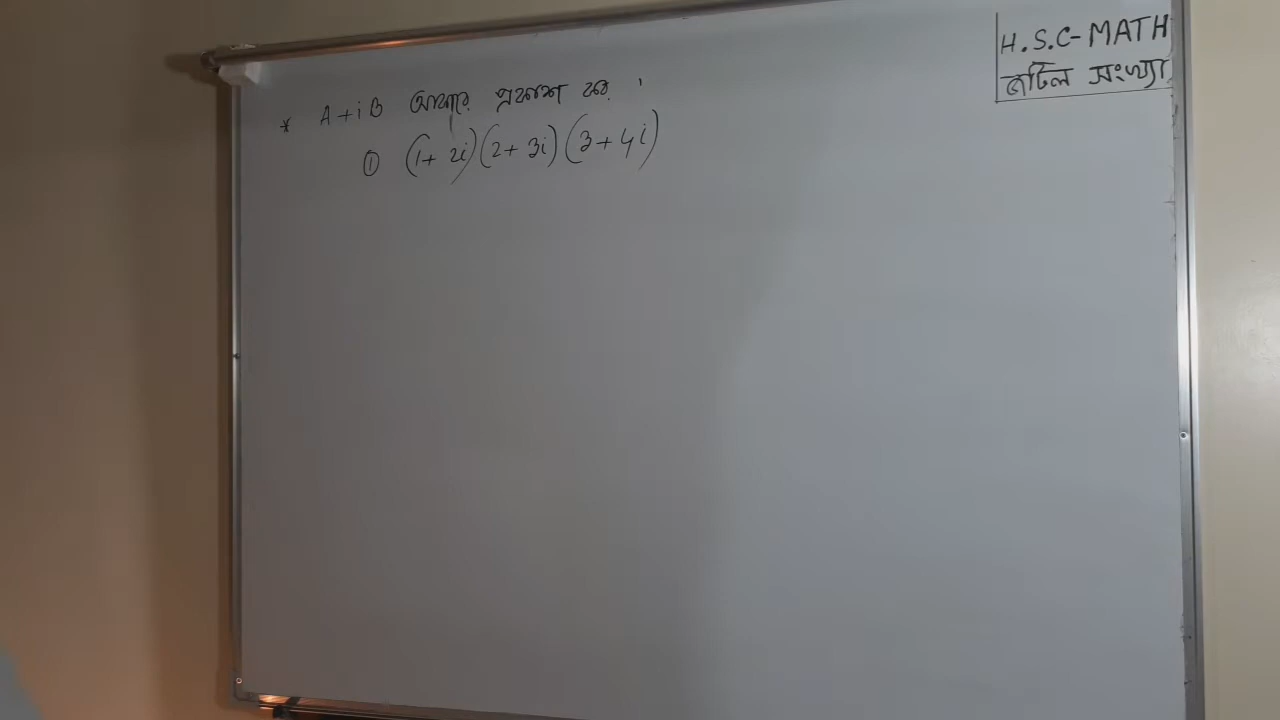 H.S.C-MATH
জটিল সংখ্যা
* A+iB আকারে প্রকাশ কর ।
① (1+2i)(2+3i)(3+4i)